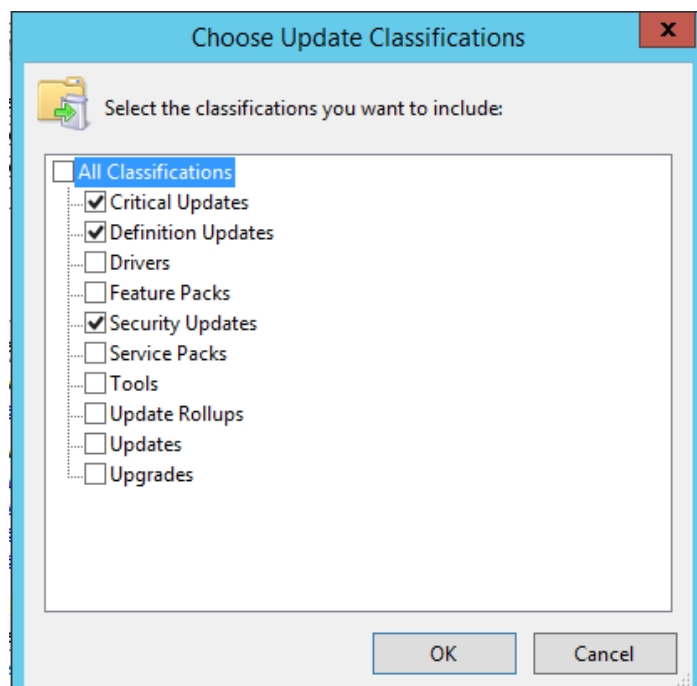 Choose Update Classifications
x
Select the classifications you want to include:
All Classifications
Critical Updates
Definition Updates
Drivers
Feature Packs
Security Updates
Service Packs
Tools
Update Rollups
Updates
Upgrades
OK Cancel